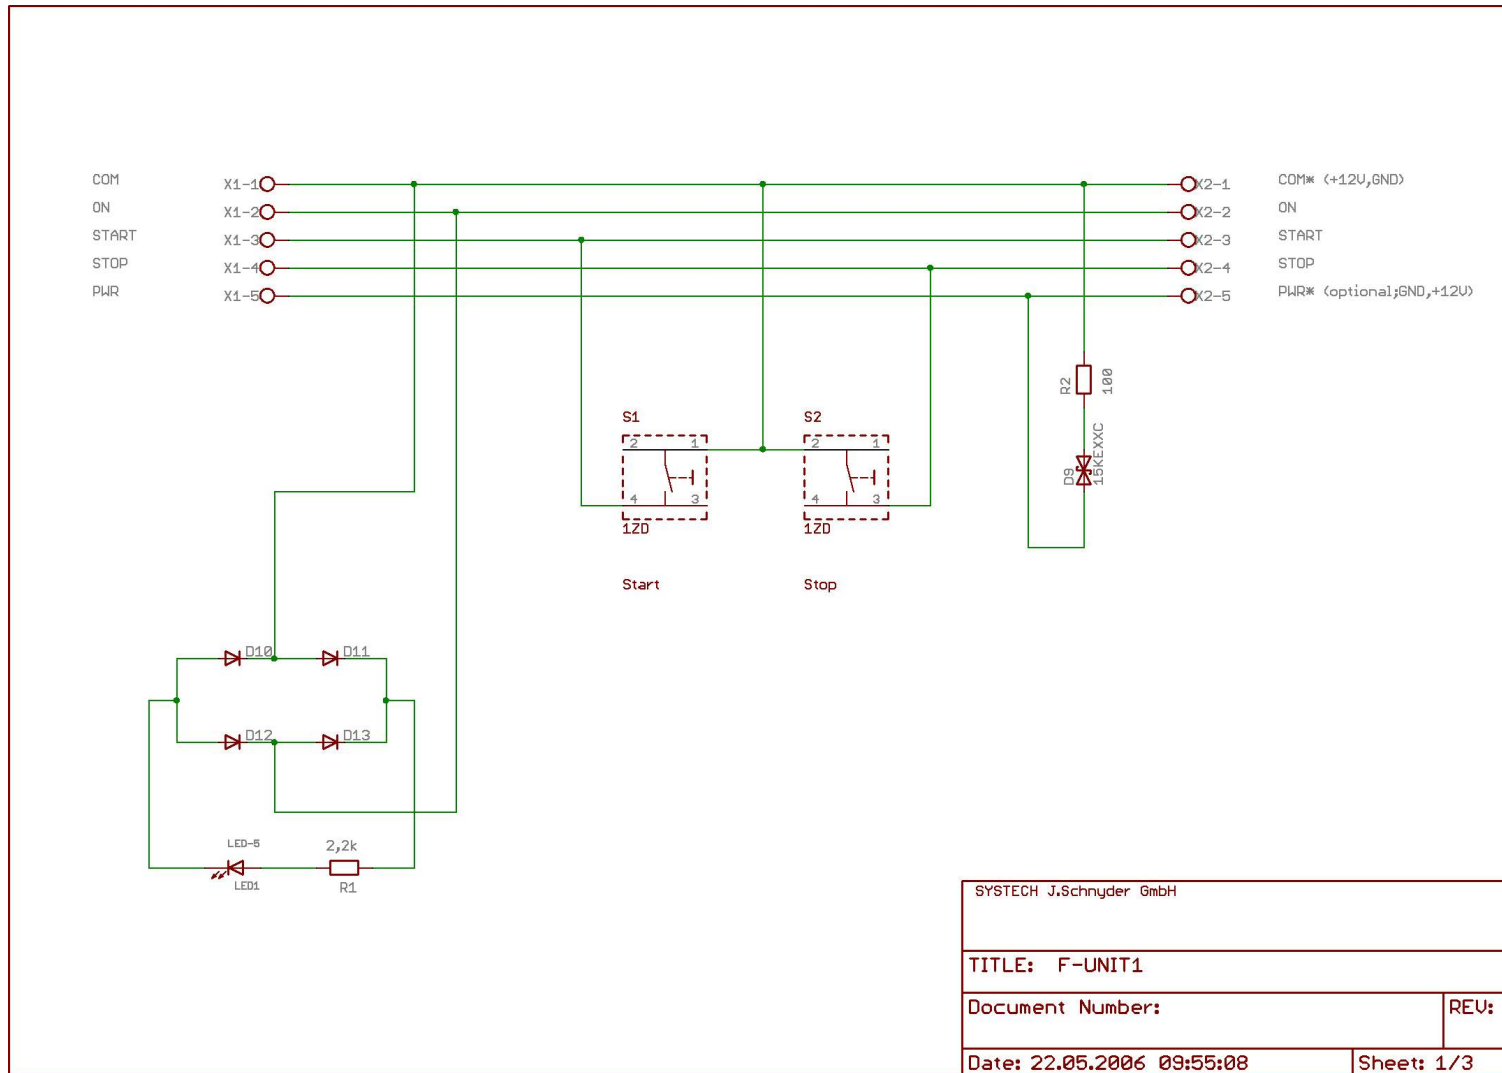 COM X1-1 X2-1 COM* (+12V,GND)
ON X1-2 X2-2 ON
START X1-3 X2-3 START
STOP X1-4 X2-4 STOP
PWR X1-5 X2-5 PWR* (optional;GND,+12V)
R2 100
S1 S2
2 1 2 1
D9 15KEXXC
4 3 4 3
1ZD 1ZD
Start Stop
D10 D11
D12 D13
LED-5 2,2k
LED1 R1
SYSTECH J.Schnyder GmbH
TITLE: F-UNIT1
Document Number: REV:
Date: 22.05.2006 09:55:08 Sheet: 1/3